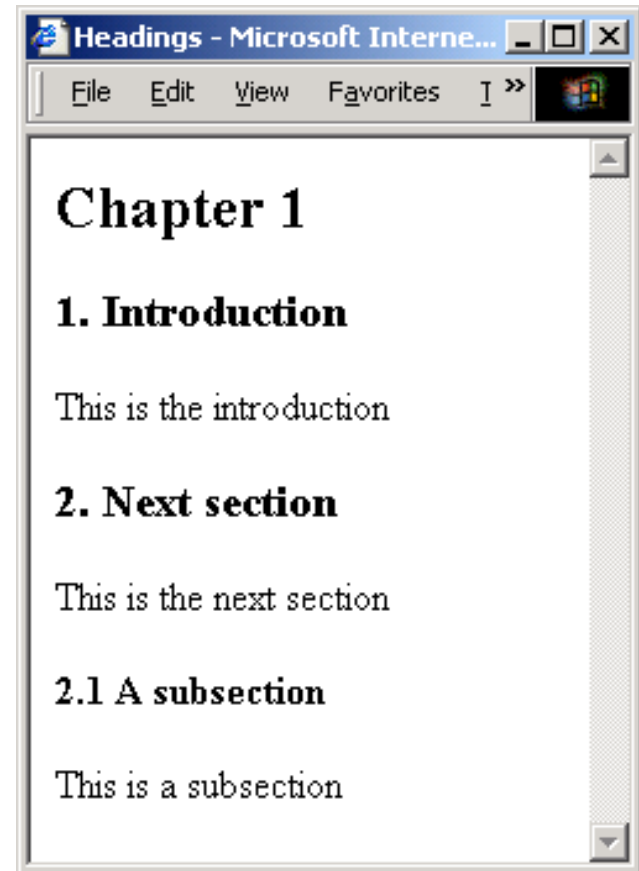 Headings - Microsoft Interne...
File Edit View Favorites T »
Chapter 1
1. Introduction
This is the introduction
2. Next section
This is the next section
2.1 A subsection
This is a subsection